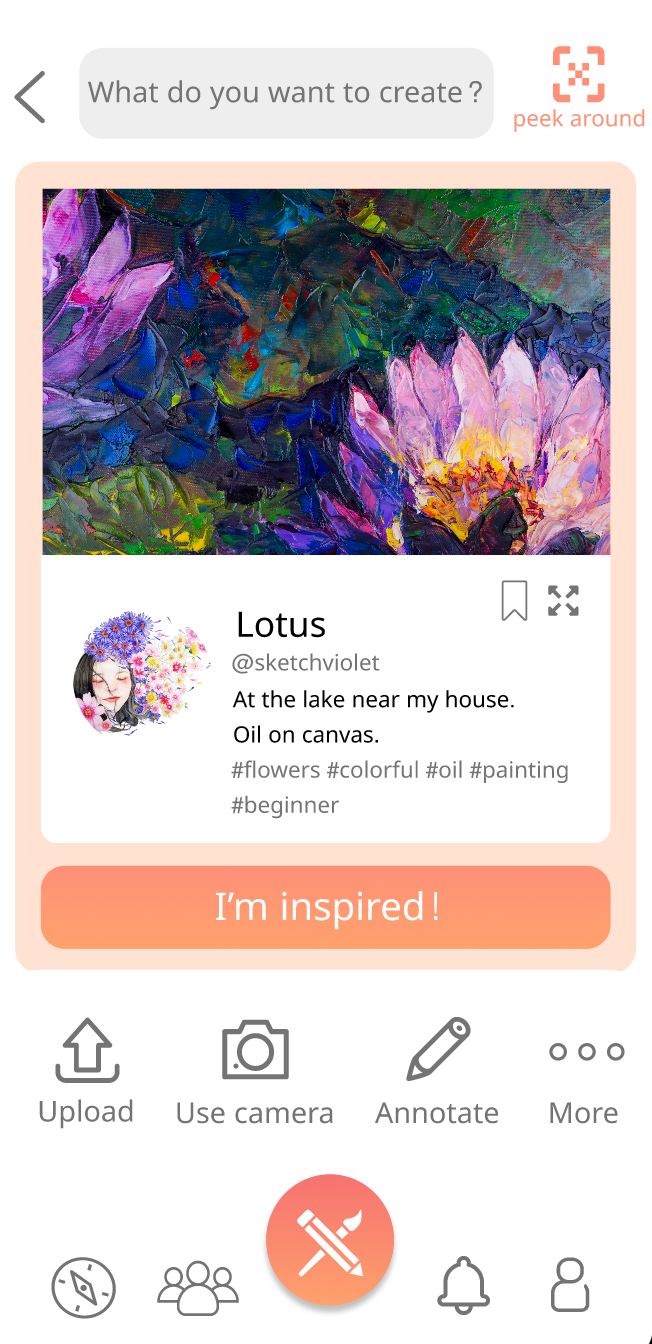 What do you want to create?
peek around
Lotus
@sketchviolet
At the lake near my house.
Oil on canvas.
#flowers #colorful #oil #painting
#beginner
I'm inspired!
Upload
Use camera
Annotate
More